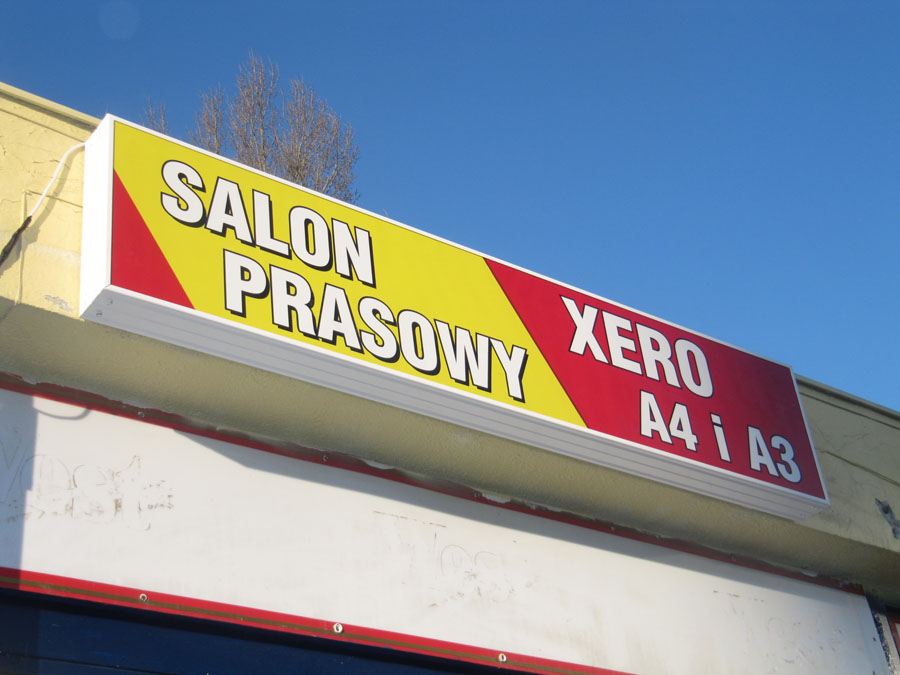 SALON
PRASOWY
XERO
A4 i A3